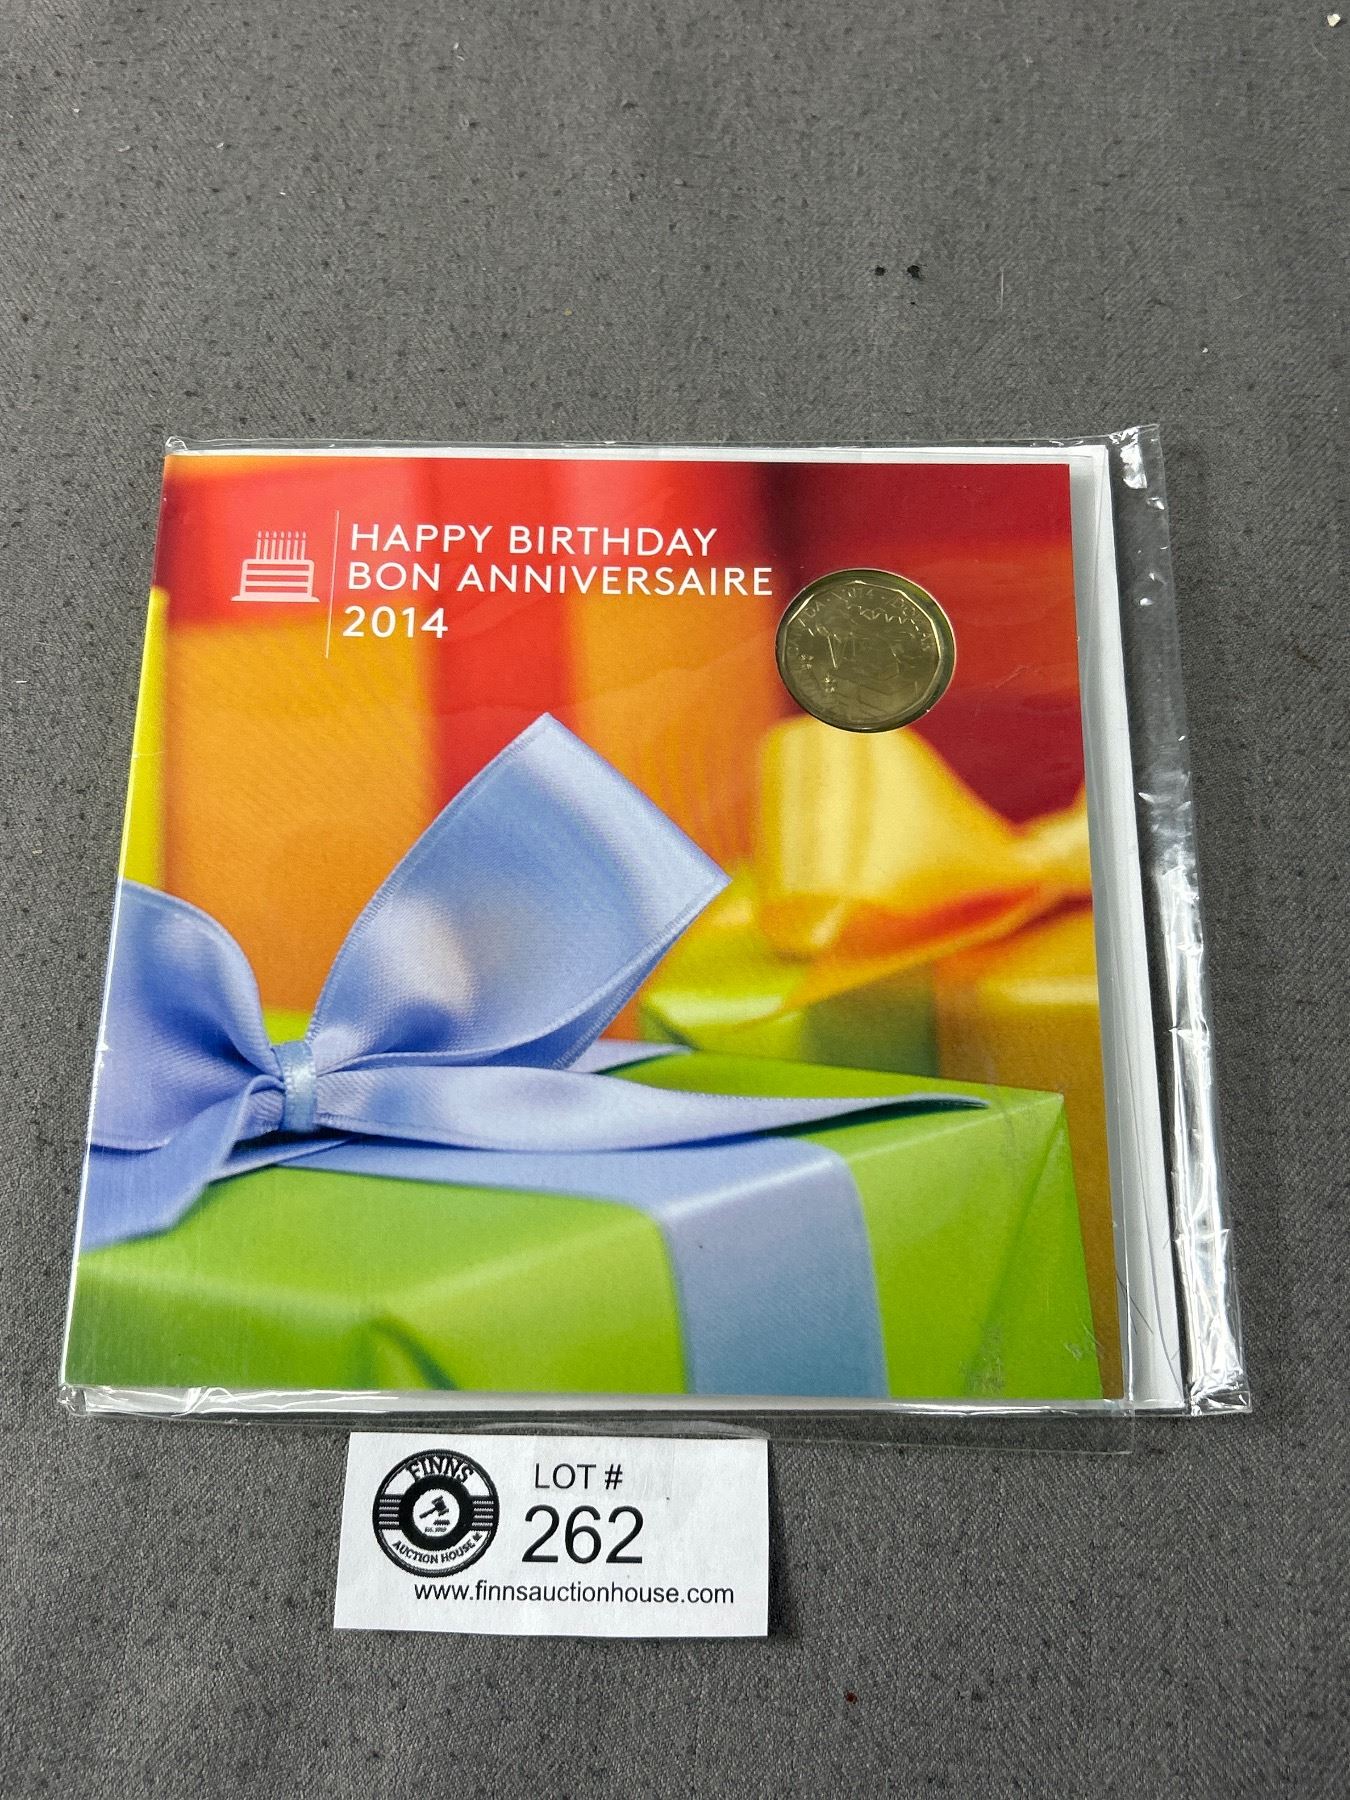 HAPPY BIRTHDAY
BON ANNIVERSAIRE
2014
FINNS
AUCTION HOUSE
LOT #
262
www.finnsauctionhouse.com